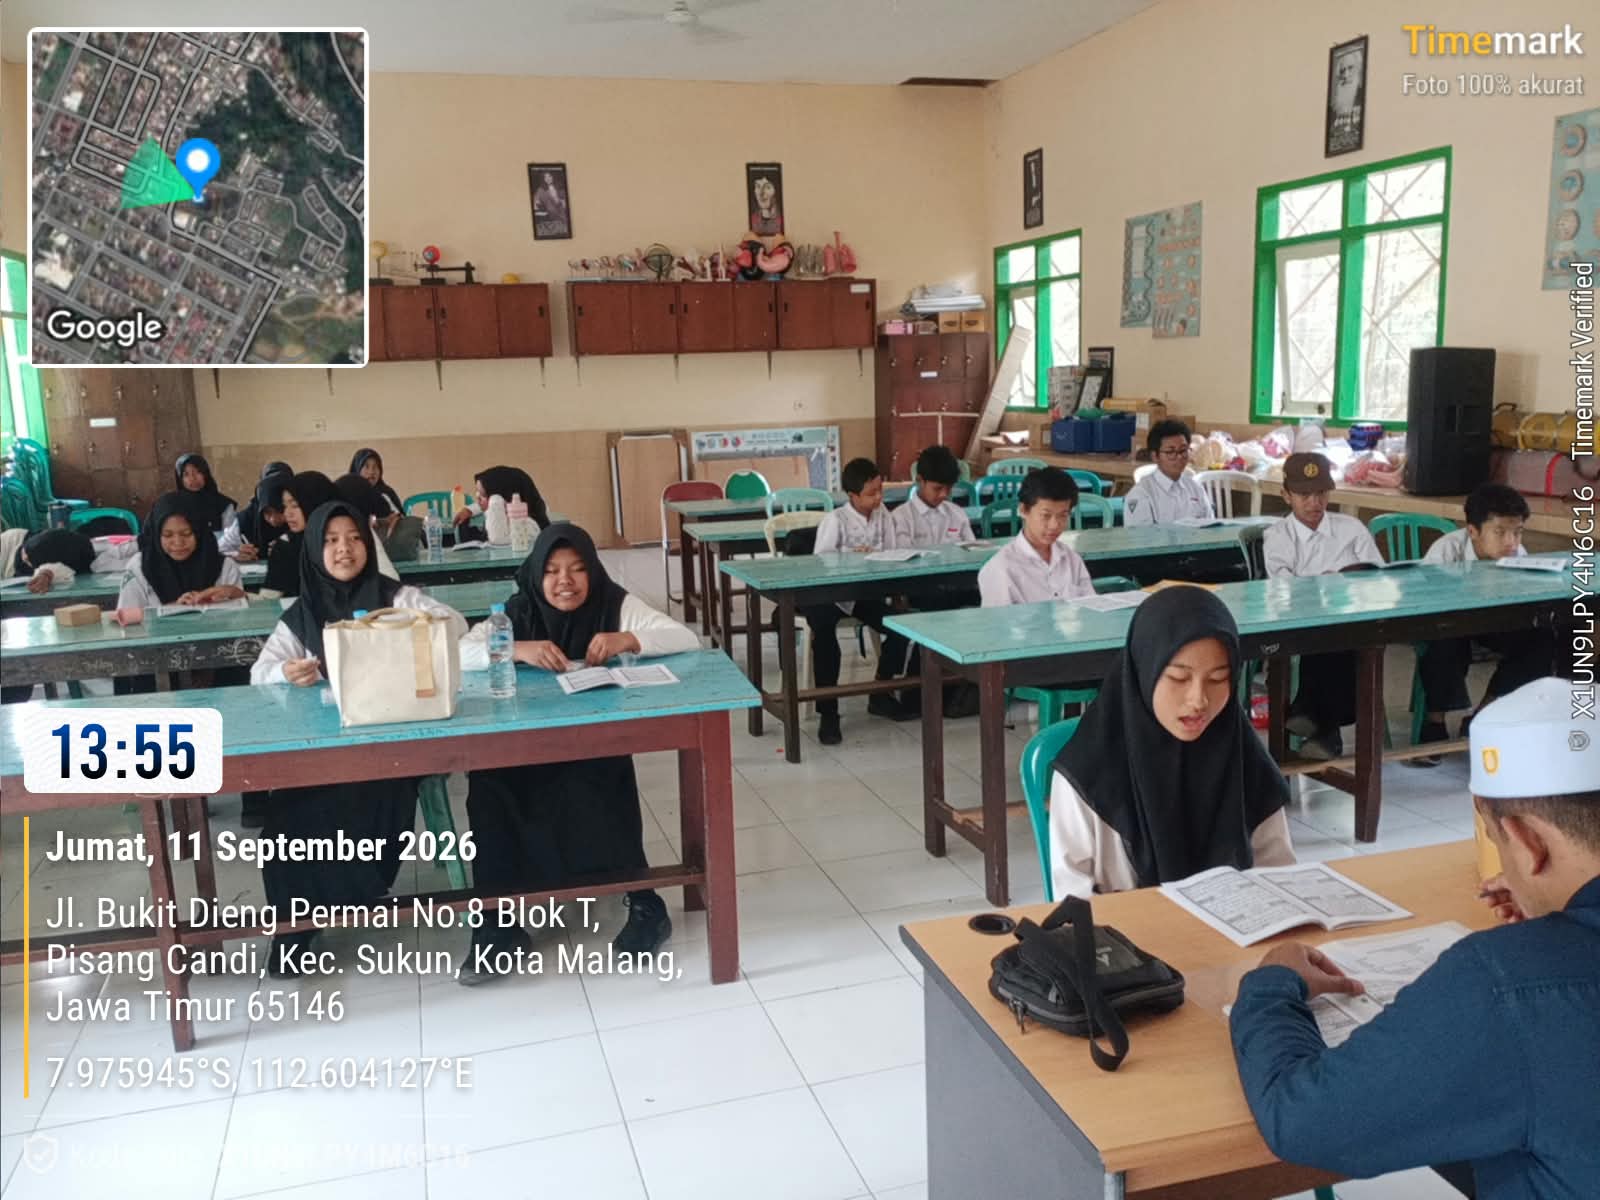 Timemark
Foto 100% akurat
Google
X1UN9LPY4M6C16 Timemark Verified
13:55
Jumat, 11 September 2026
Jl. Bukit Dieng Permai No.8 Blok T,
Pisang Candi, Kec. Sukun, Kota Malang,
Jawa Timur 65146
7.975945°S, 112.604127°E